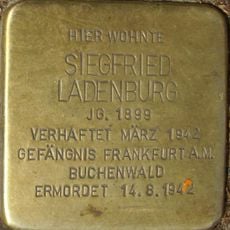 HIER WOHNTE
SIEGFRIED
LADENBURG
JG. 1899
VERHAFTET MÄRZ 1942
GEFÄNGNIS FRANKFURT A.M.
BUCHENWALD
ERMORDET 14.6.1942